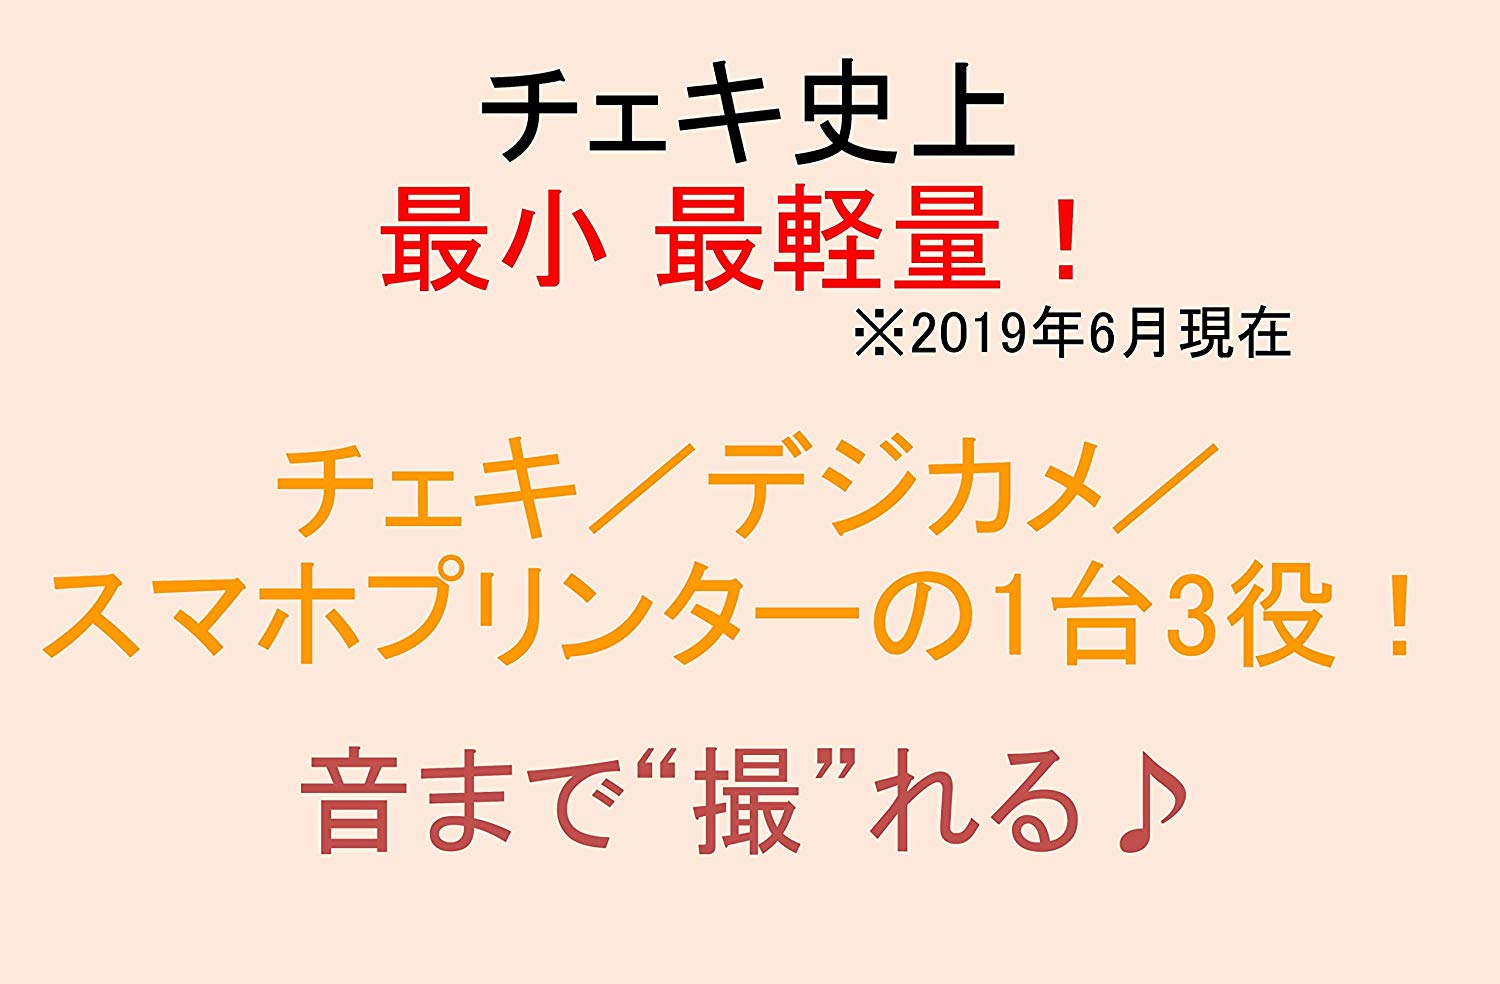 チェキ史上
最小 最軽量！
※2019年6月現在
チェキ／デジカメ／
スマホプリンターの1台3役！
音まで“撮”れる♪